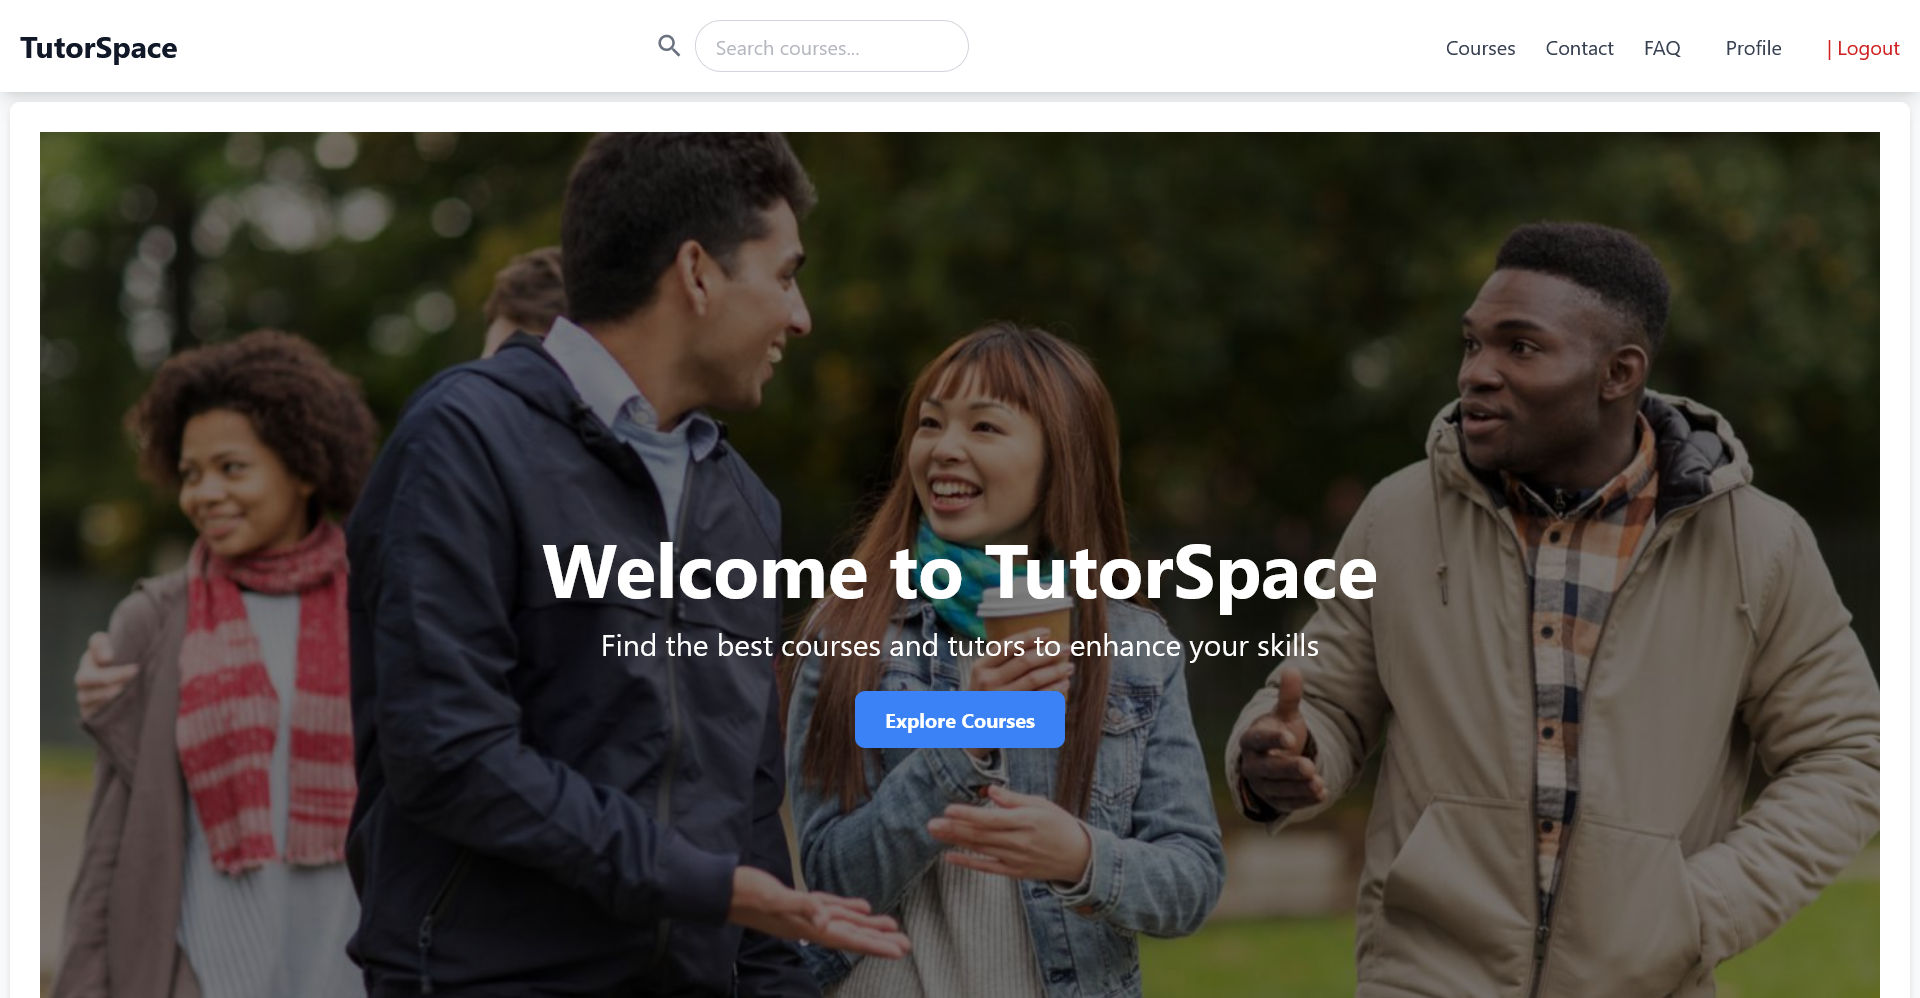 TutorSpace
Search courses...
Courses
Contact
FAQ
Profile
| Logout
Welcome to TutorSpace
Find the best courses and tutors to enhance your skills
Explore Courses